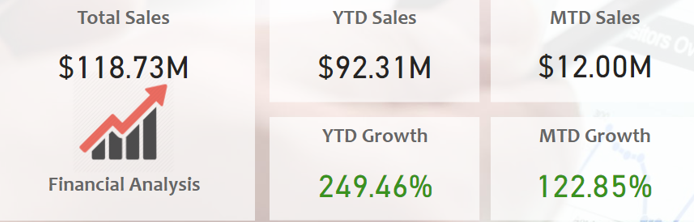 Total Sales
$118.73M
Financial Analysis
YTD Sales
$92.31M
MTD Sales
$12.00M
YTD Growth
249.46%
MTD Growth
122.85%